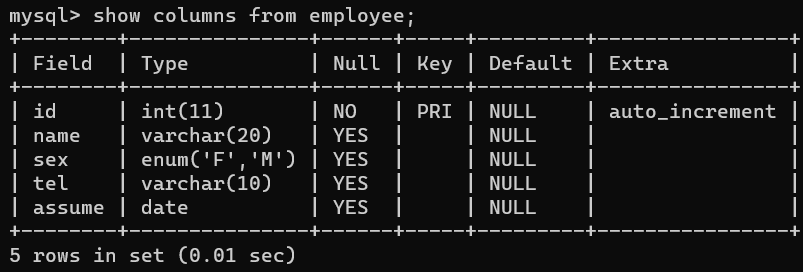 mysql> show columns from employee;
+--------+---------------+------+-----+---------+----------------+
| Field  | Type          | Null | Key | Default | Extra          |
+--------+---------------+------+-----+---------+----------------+
| id     | int(11)       | NO   | PRI | NULL    | auto_increment |
| name   | varchar(20)   | YES  |     | NULL    |                |
| sex    | enum('F','M') | YES  |     | NULL    |                |
| tel    | varchar(10)   | YES  |     | NULL    |                |
| assume | date          | YES  |     | NULL    |                |
+--------+---------------+------+-----+---------+----------------+
5 rows in set (0.01 sec)